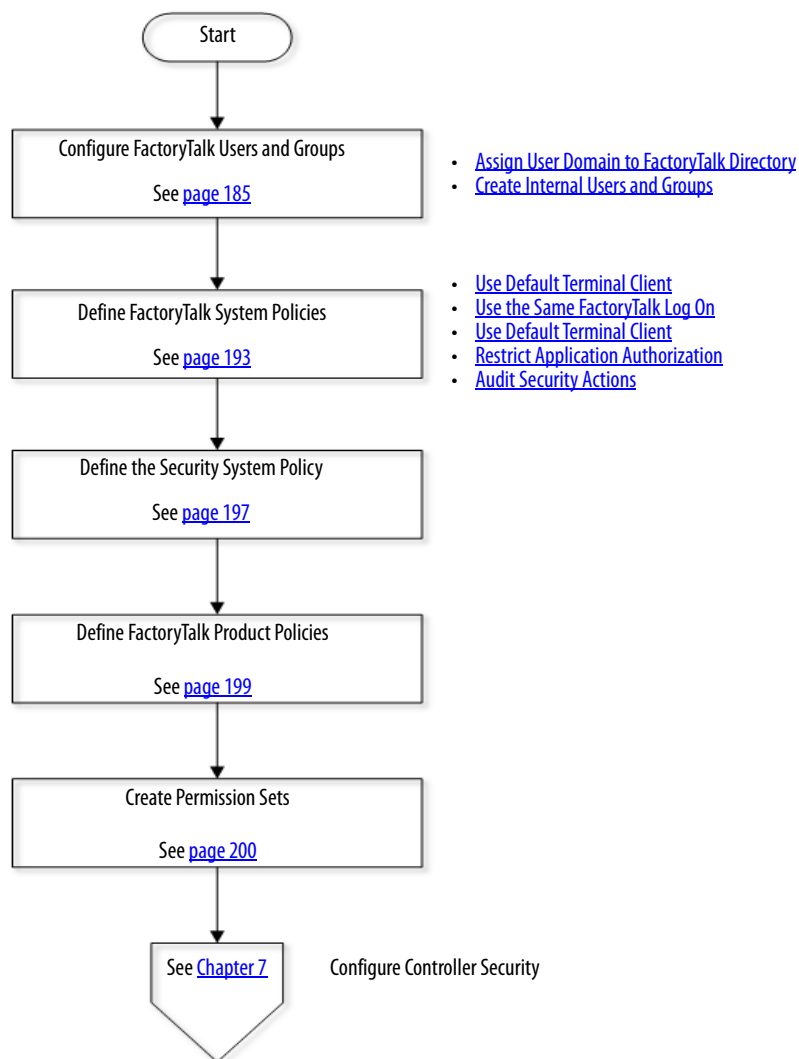 Start
Configure FactoryTalk Users and Groups
See page 185
• Assign User Domain to FactoryTalk Directory
• Create Internal Users and Groups
Define FactoryTalk System Policies
See page 193
• Use Default Terminal Client
• Use the Same FactoryTalk Log On
• Use Default Terminal Client
• Restrict Application Authorization
• Audit Security Actions
Define the Security System Policy
See page 197
Define FactoryTalk Product Policies
See page 199
Create Permission Sets
See page 200
See Chapter 7
Configure Controller Security